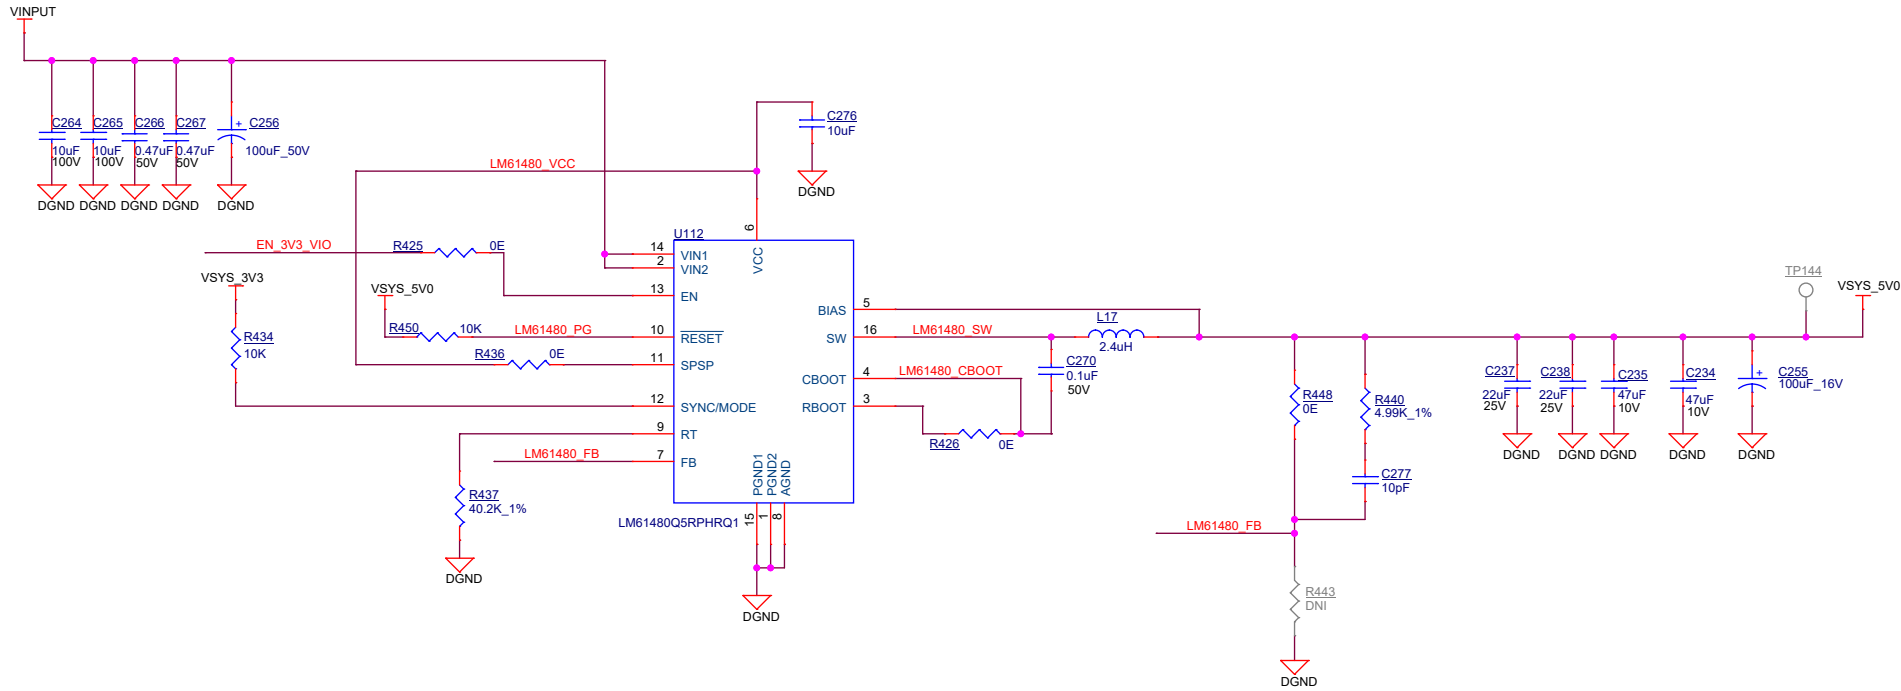 VINPUT
C264
10uF
100V
C265
10uF
100V
C266
0.47uF
50V
C267
0.47uF
50V
+
C256
100uF_50V
DGND
DGND
DGND
DGND
DGND
C276
10uF
DGND
LM61480_VCC
EN_3V3_VIO
R425
0E
VSYS_3V3
R434
10K
VSYS_5V0
R450
10K
LM61480_PG
R436
0E
U112
6
VCC
14
VIN1
2
VIN2
13
EN
10
RESET
11
SPSP
12
SYNC/MODE
9
RT
7
FB
LM61480_FB
R437
40.2K_1%
DGND
LM61480Q5RPHRQ1
PGND1
PGND2
AGND
15
1
8
DGND
BIAS
5
SW
16
CBOOT
4
RBOOT
3
LM61480_SW
LM61480_CBOOT
R426
0E
L17
2.4uH
C270
0.1uF
50V
R448
0E
R440
4.99K_1%
C277
10pF
LM61480_FB
R443
DNI
DGND
C237
22uF
25V
C238
22uF
25V
C235
47uF
10V
C234
47uF
10V
+
C255
100uF_16V
DGND
DGND
DGND
DGND
DGND
TP144
VSYS_5V0